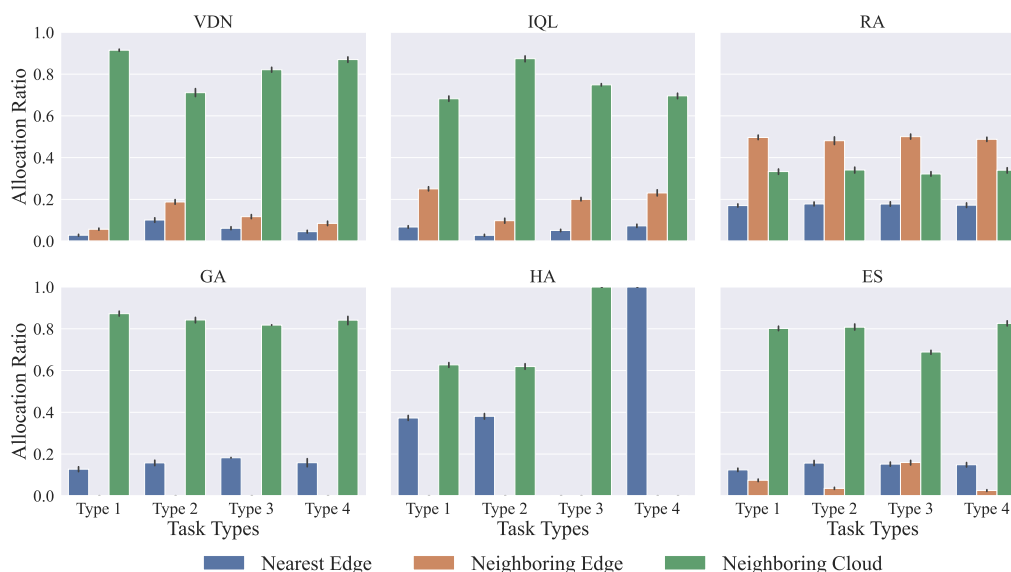 VDN IQL RA
1.0
0.8
0.6
0.4
0.2
0.0
Allocation Ratio
GA HA ES
1.0
0.8
0.6
0.4
0.2
0.0
Allocation Ratio
Type 1 Type 2 Type 3 Type 4 Type 1 Type 2 Type 3 Type 4 Type 1 Type 2 Type 3 Type 4
Task Types Task Types Task Types
Nearest Edge Neighboring Edge Neighboring Cloud